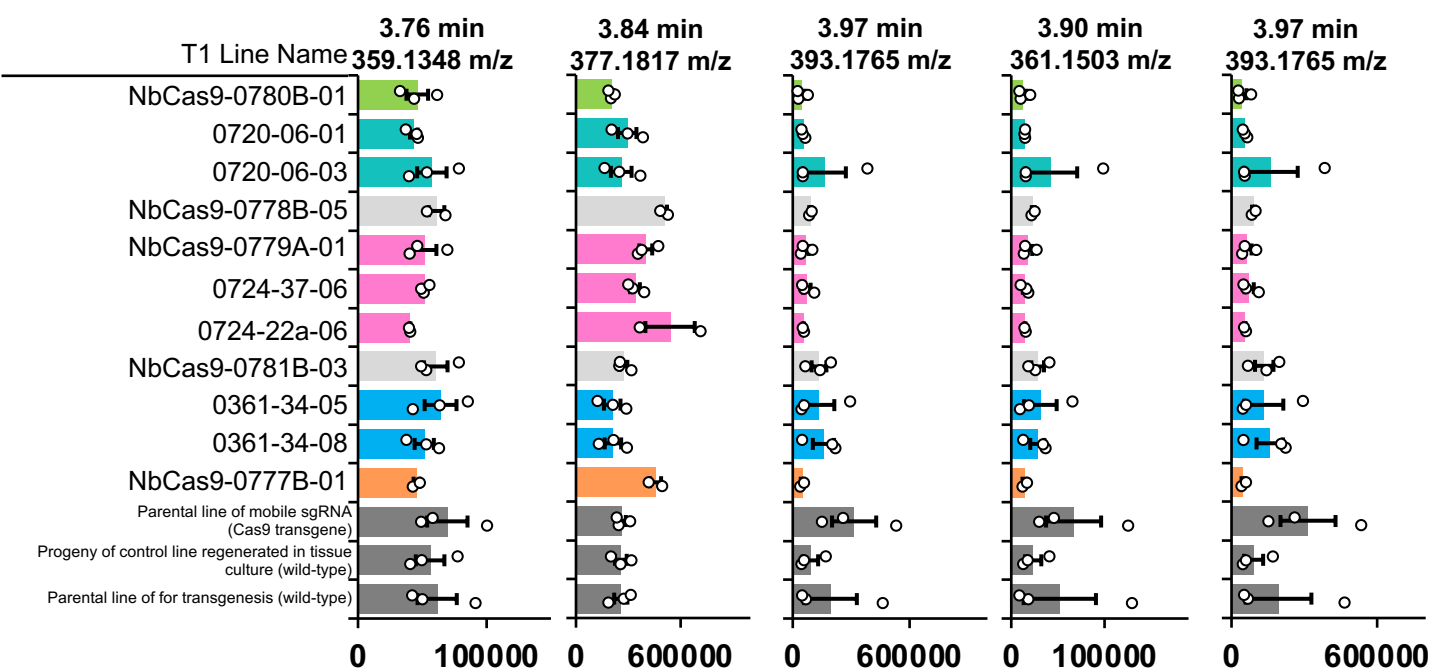 3.76 min 3.84 min 3.97 min 3.90 min 3.97 min
T1 Line Name 359.1348 m/z 377.1817 m/z 393.1765 m/z 361.1503 m/z 393.1765 m/z
NbCas9-0780B-01
0720-06-01
0720-06-03
NbCas9-0778B-05
NbCas9-0779A-01
0724-37-06
0724-22a-06
NbCas9-0781B-03
0361-34-05
0361-34-08
NbCas9-0777B-01
Parental line of mobile sgRNA
(Cas9 transgene)
Progeny of control line regenerated in tissue
culture (wild-type)
Parental line of for transgenesis (wild-type)
0 100000 0 600000 0 600000 0 100000 0 600000